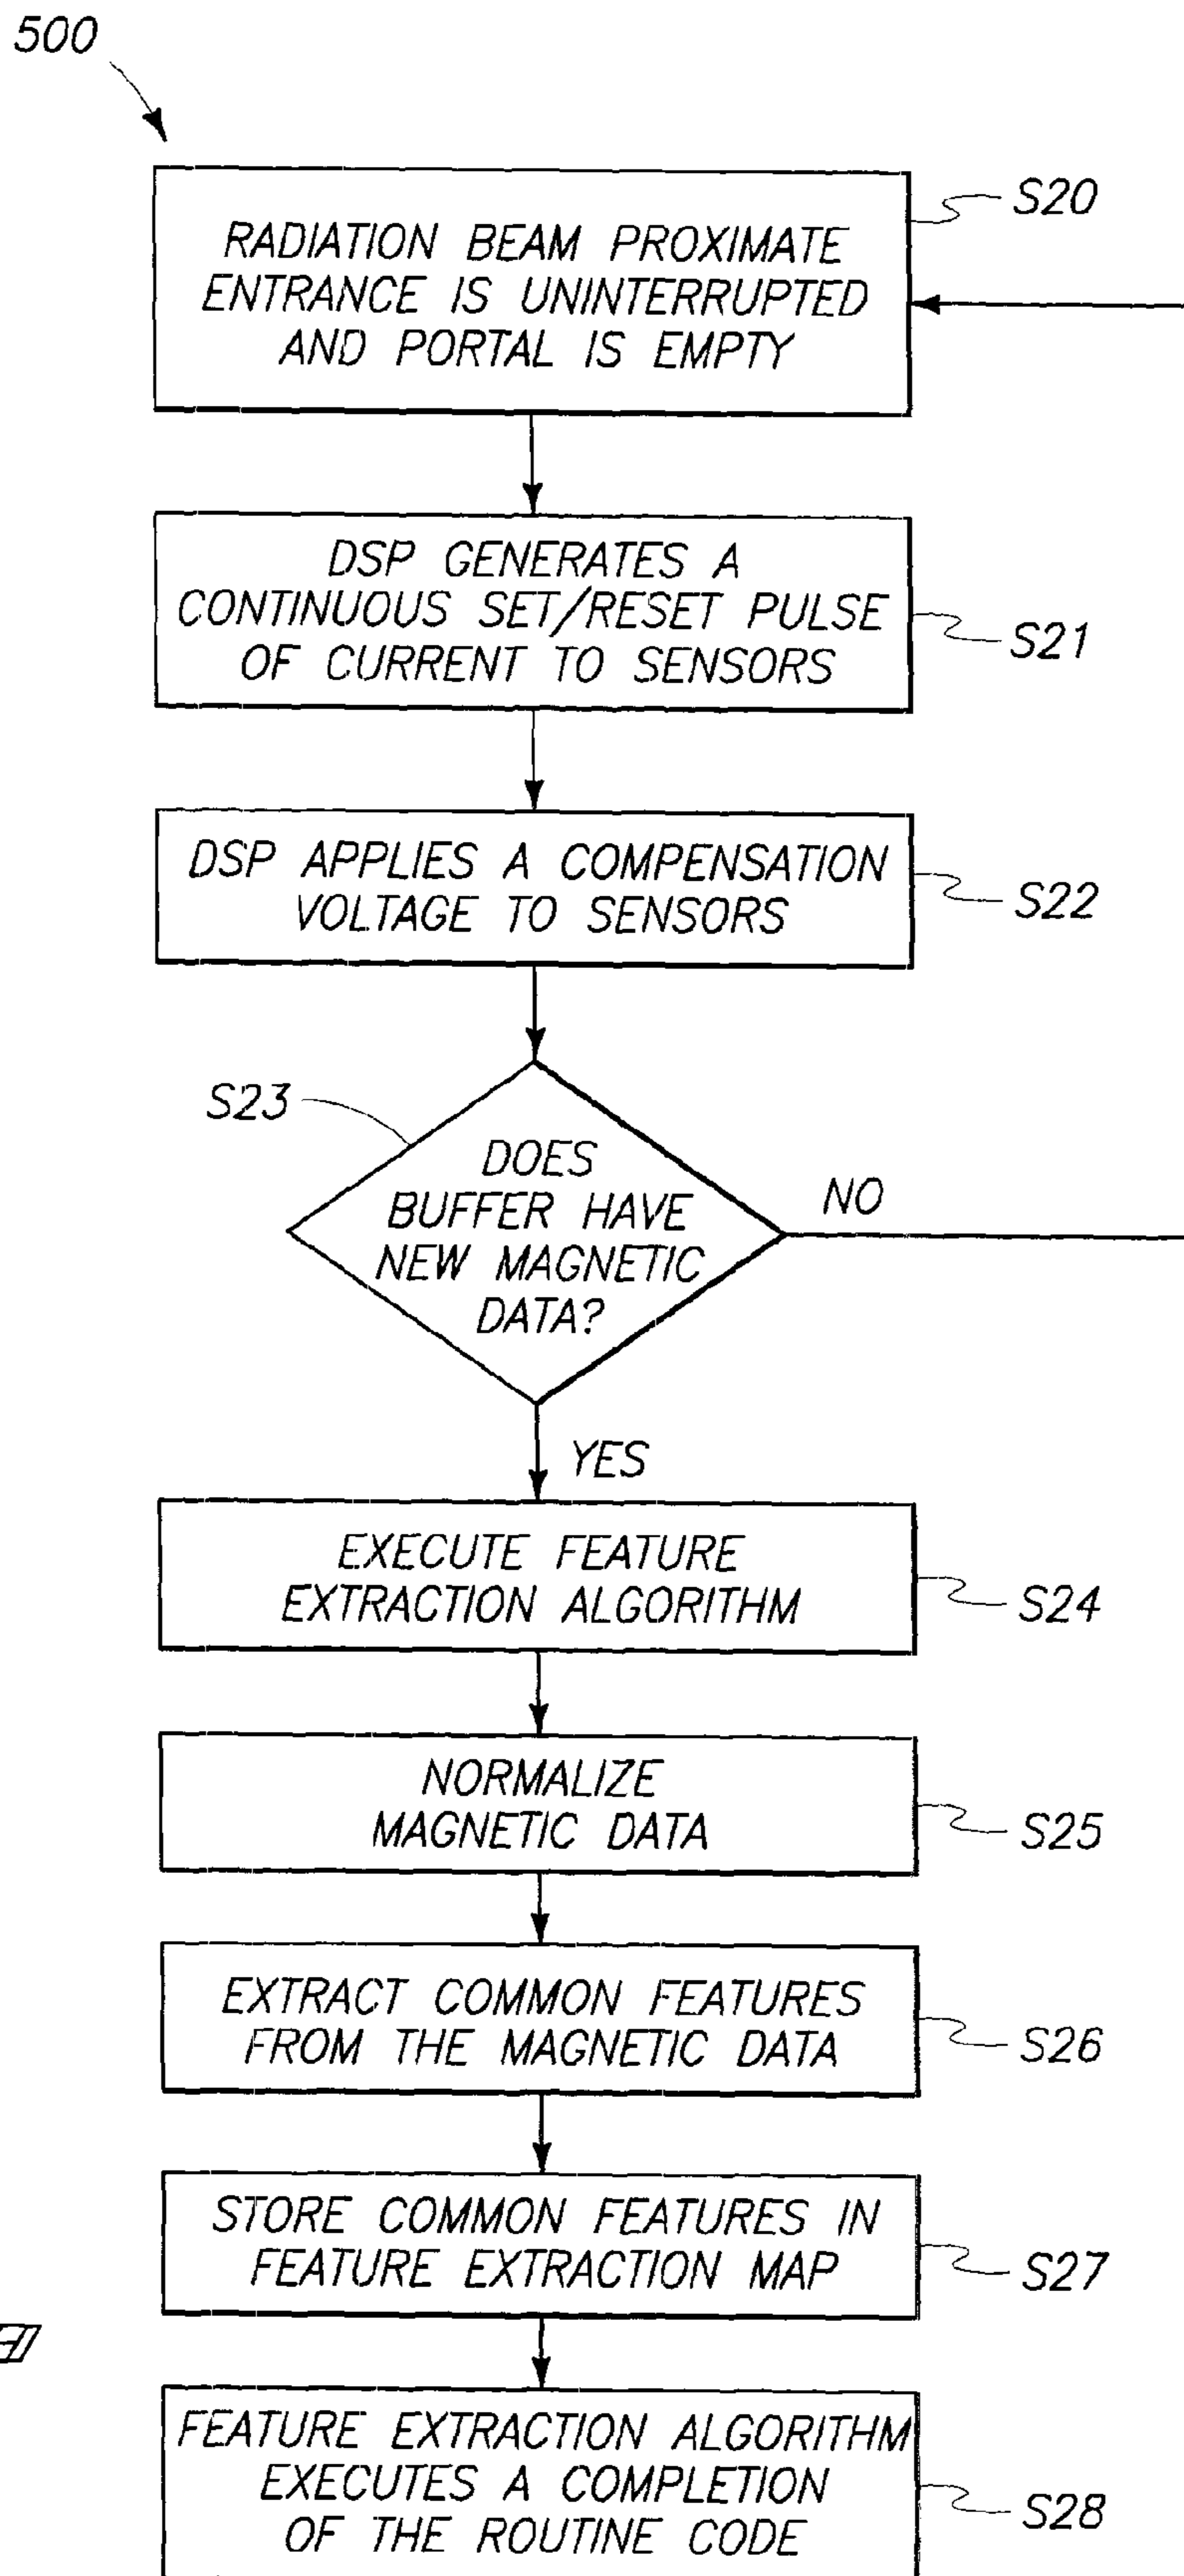 500
RADIATION BEAM PROXIMATE
ENTRANCE IS UNINTERRUPTED
AND PORTAL IS EMPTY
S20
DSP GENERATES A
CONTINUOUS SET/RESET PULSE
OF CURRENT TO SENSORS
S21
DSP APPLIES A COMPENSATION
VOLTAGE TO SENSORS
S22
S23
DOES
BUFFER HAVE
NEW MAGNETIC
DATA?
NO
YES
EXECUTE FEATURE
EXTRACTION ALGORITHM
S24
NORMALIZE
MAGNETIC DATA
S25
EXTRACT COMMON FEATURES
FROM THE MAGNETIC DATA
S26
STORE COMMON FEATURES IN
FEATURE EXTRACTION MAP
S27
FEATURE EXTRACTION ALGORITHM
EXECUTES A COMPLETION
OF THE ROUTINE CODE
S28